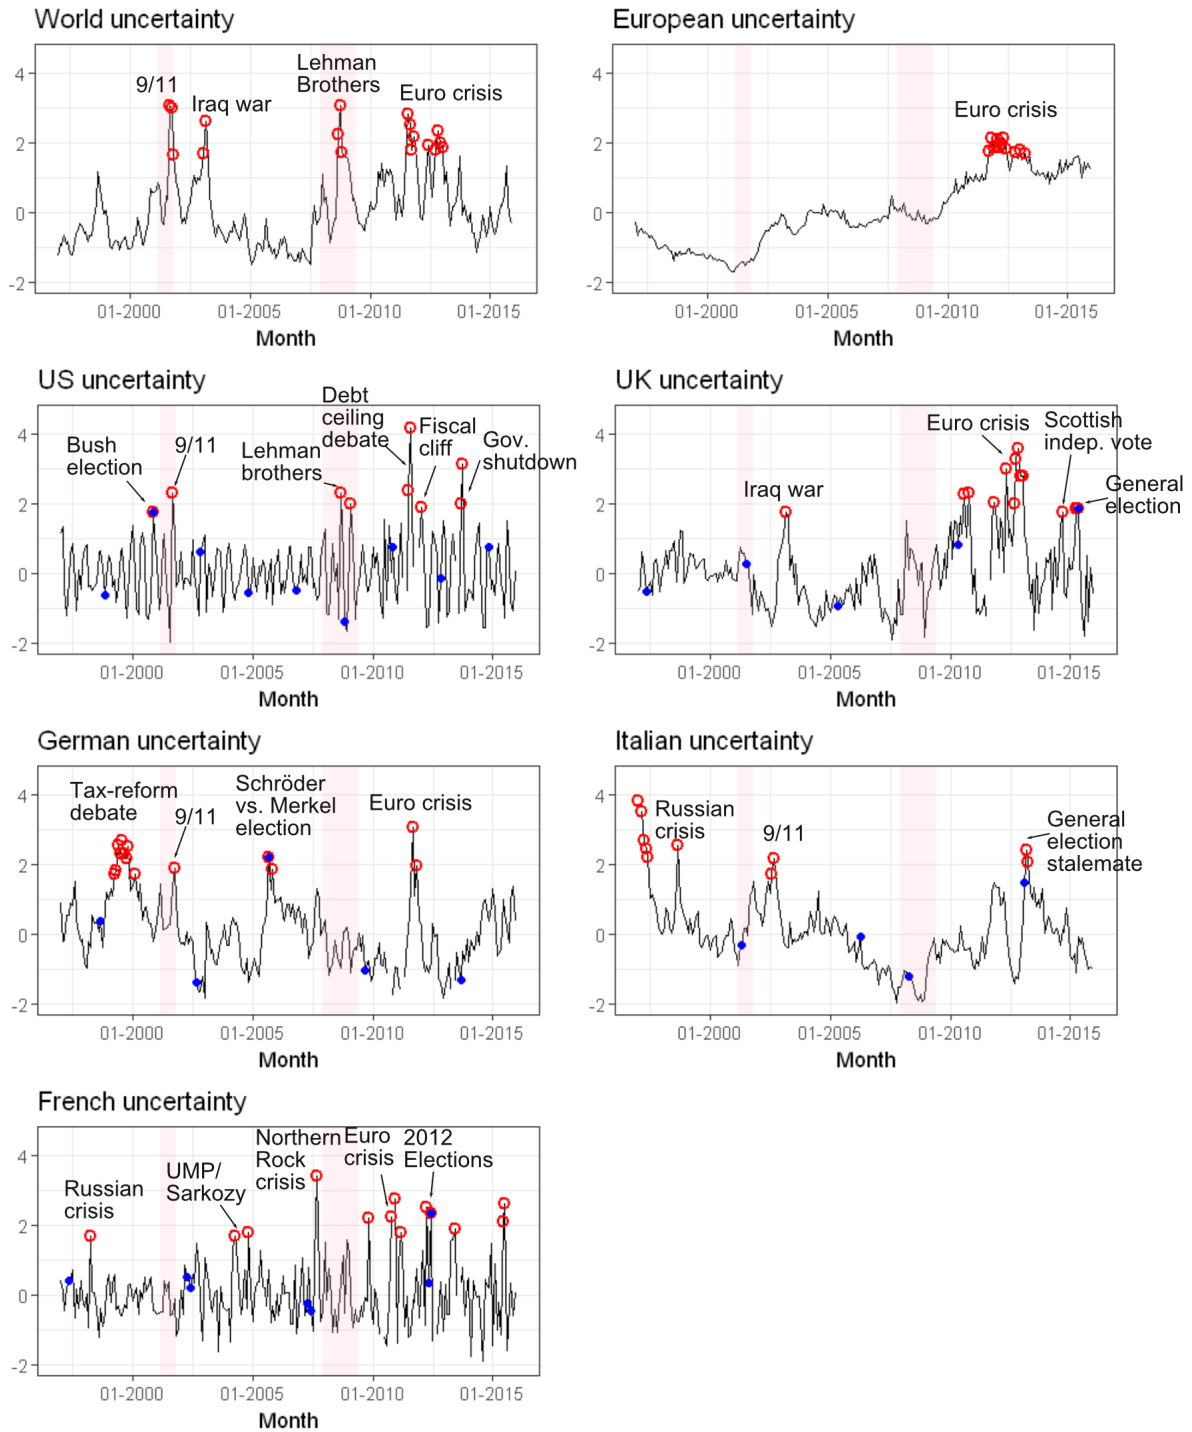 World uncertainty
9/11
Iraq war
Lehman
Brothers
Euro crisis
4
2
0
-2
01-2000
01-2005
01-2010
01-2015
Month
European uncertainty
Euro crisis
4
2
0
-2
01-2000
01-2005
01-2010
01-2015
Month
US uncertainty
Bush
election
9/11
Lehman
brothers
Debt
ceiling
debate
Fiscal
cliff
Gov.
shutdown
4
2
0
-2
01-2000
01-2005
01-2010
01-2015
Month
UK uncertainty
Iraq war
Euro crisis
Scottish
indep. vote
General
election
4
2
0
-2
01-2000
01-2005
01-2010
01-2015
Month
German uncertainty
Tax-reform
debate
9/11
Schröder
vs. Merkel
election
Euro crisis
4
2
0
-2
01-2000
01-2005
01-2010
01-2015
Month
Italian uncertainty
Russian
crisis
9/11
General
election
stalemate
4
2
0
-2
01-2000
01-2005
01-2010
01-2015
Month
French uncertainty
Russian
crisis
UMP/
Sarkozy
Northern
Rock
crisis
Euro
crisis
2012
Elections
4
2
0
-2
01-2000
01-2005
01-2010
01-2015
Month